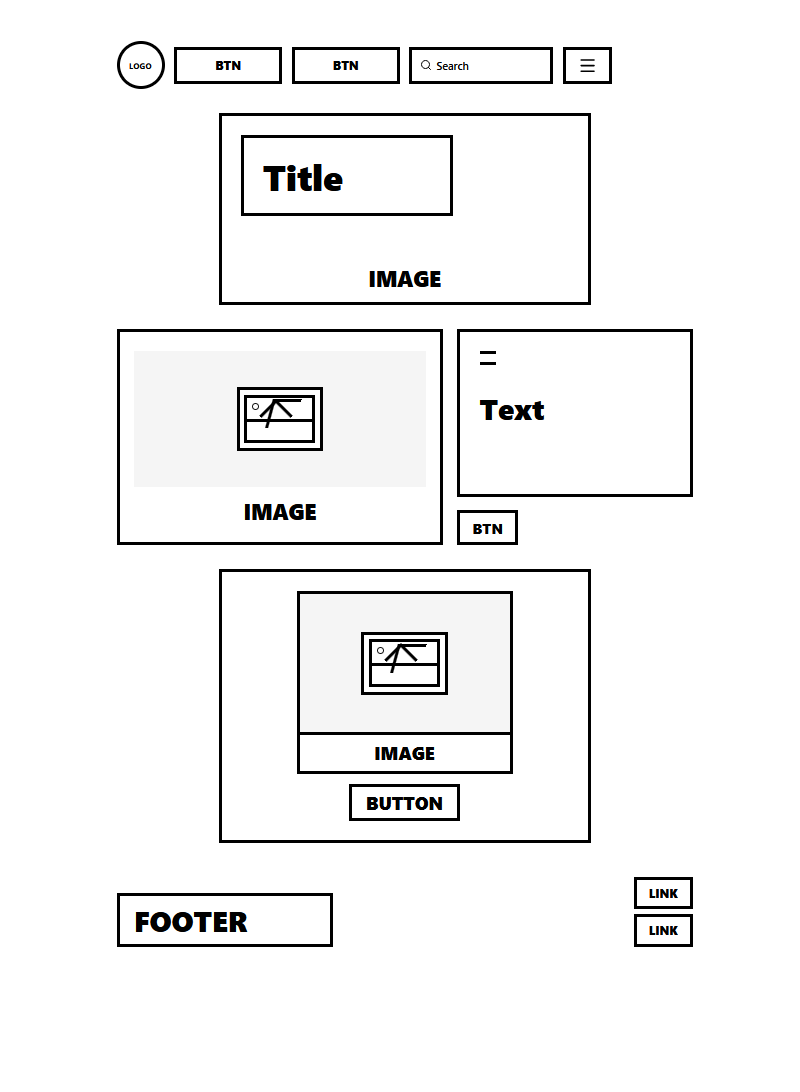 LOGO
BTN
BTN
Search
Title
IMAGE
IMAGE
Text
BTN
IMAGE
BUTTON
FOOTER
LINK
LINK